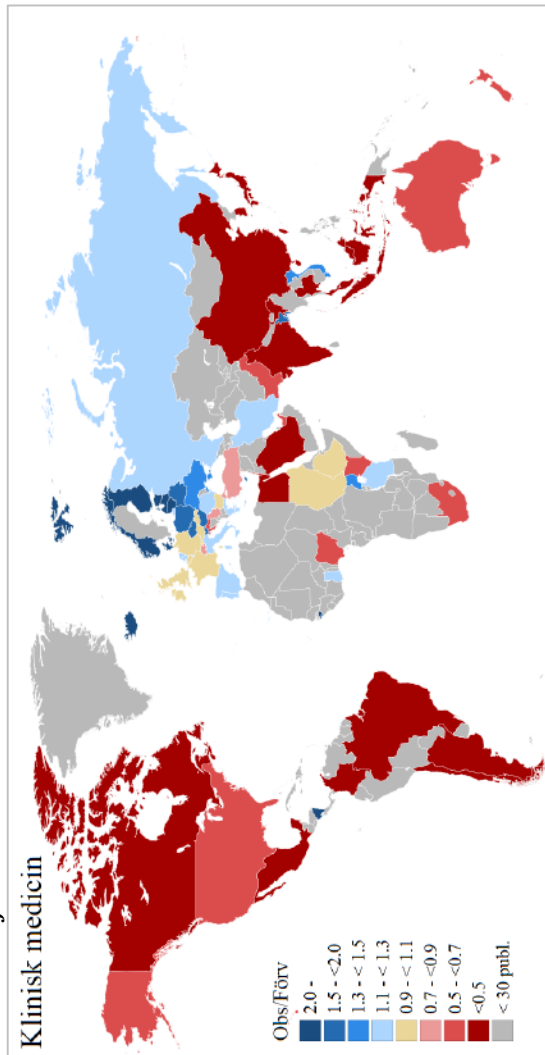 Klinisk medicin
Obs/Förv
2.0 -
1.5 - <2.0
1.3 - < 1.5
1.1 - < 1.3
0.9 - < 1.1
0.7 - <0.9
0.5 - <0.7
<0.5
< 30 publ.